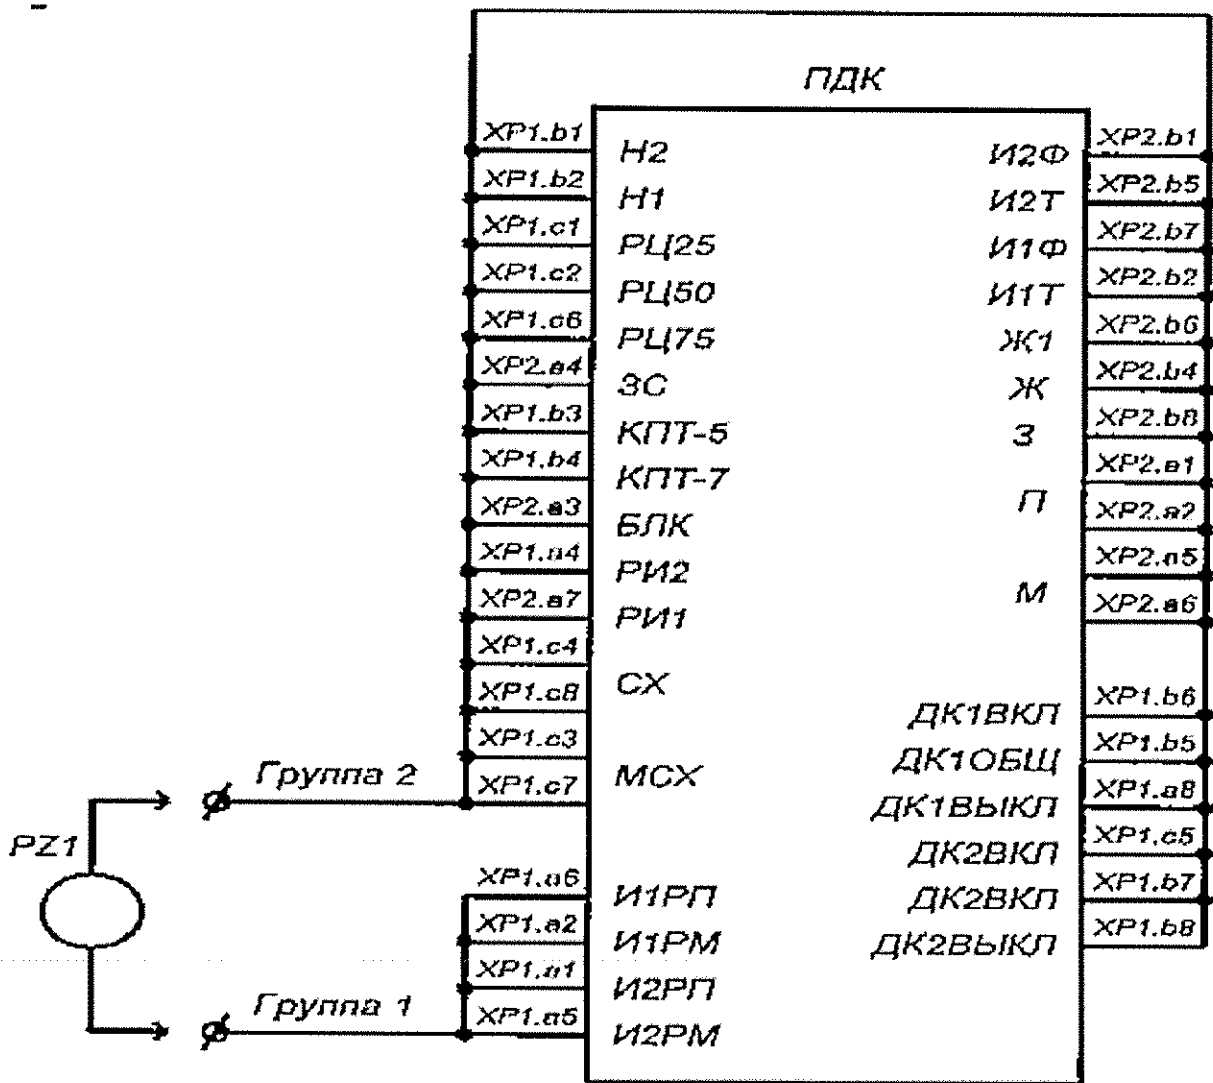 ПДК
XP1.b1
Н2
И2Ф
XP2.b1
XP1.b2
Н1
И2Т
XP2.b5
XP1.c1
РЦ25
И1Ф
XP2.b7
XP1.c2
РЦ50
И1Т
XP2.b2
XP1.c6
РЦ75
Ж1
XP2.b6
XP2.a4
ЗС
Ж
XP2.b4
XP1.b3
КПТ-5
З
XP2.b8
XP1.b4
КПТ-7
XP2.a1
XP2.a3
БЛК
П
XP2.a2
XP1.a4
РИ2
XP2.a5
XP2.a7
РИ1
М
XP2.a6
XP1.c4
XP1.c8
СХ
ДК1ВКЛ
XP1.b6
XP1.c3
ДК1ОБЩ
XP1.b5
Группа 2
XP1.c7
МСХ
ДК1ВЫКЛ
XP1.a8
PZ1
ДК2ВКЛ
XP1.c5
XP1.a6
И1РП
ДК2ВКЛ
XP1.b7
XP1.a2
И1РМ
ДК2ВЫКЛ
XP1.b8
XP1.a1
И2РП
Группа 1
XP1.a5
И2РМ